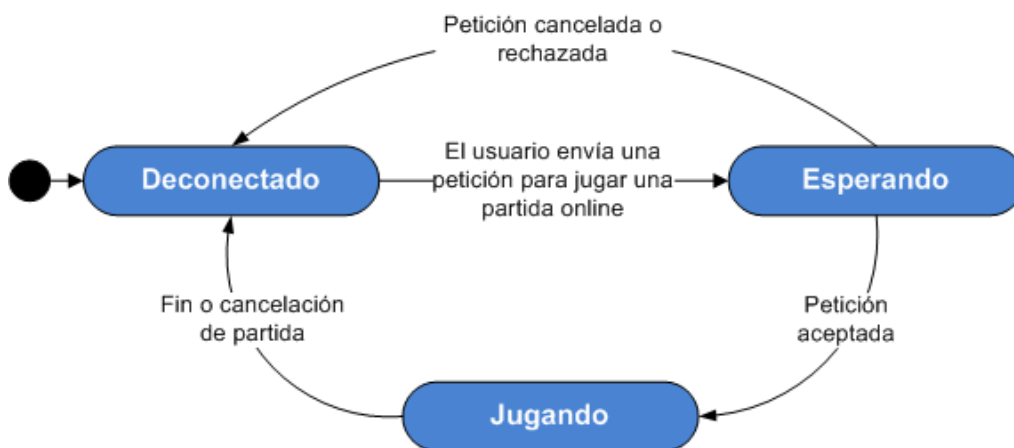 Petición cancelada o
rechazada
Deconectado
El usuario envía una
petición para jugar una
partida online
Esperando
Fin o cancelación
de partida
Petición
aceptada
Jugando